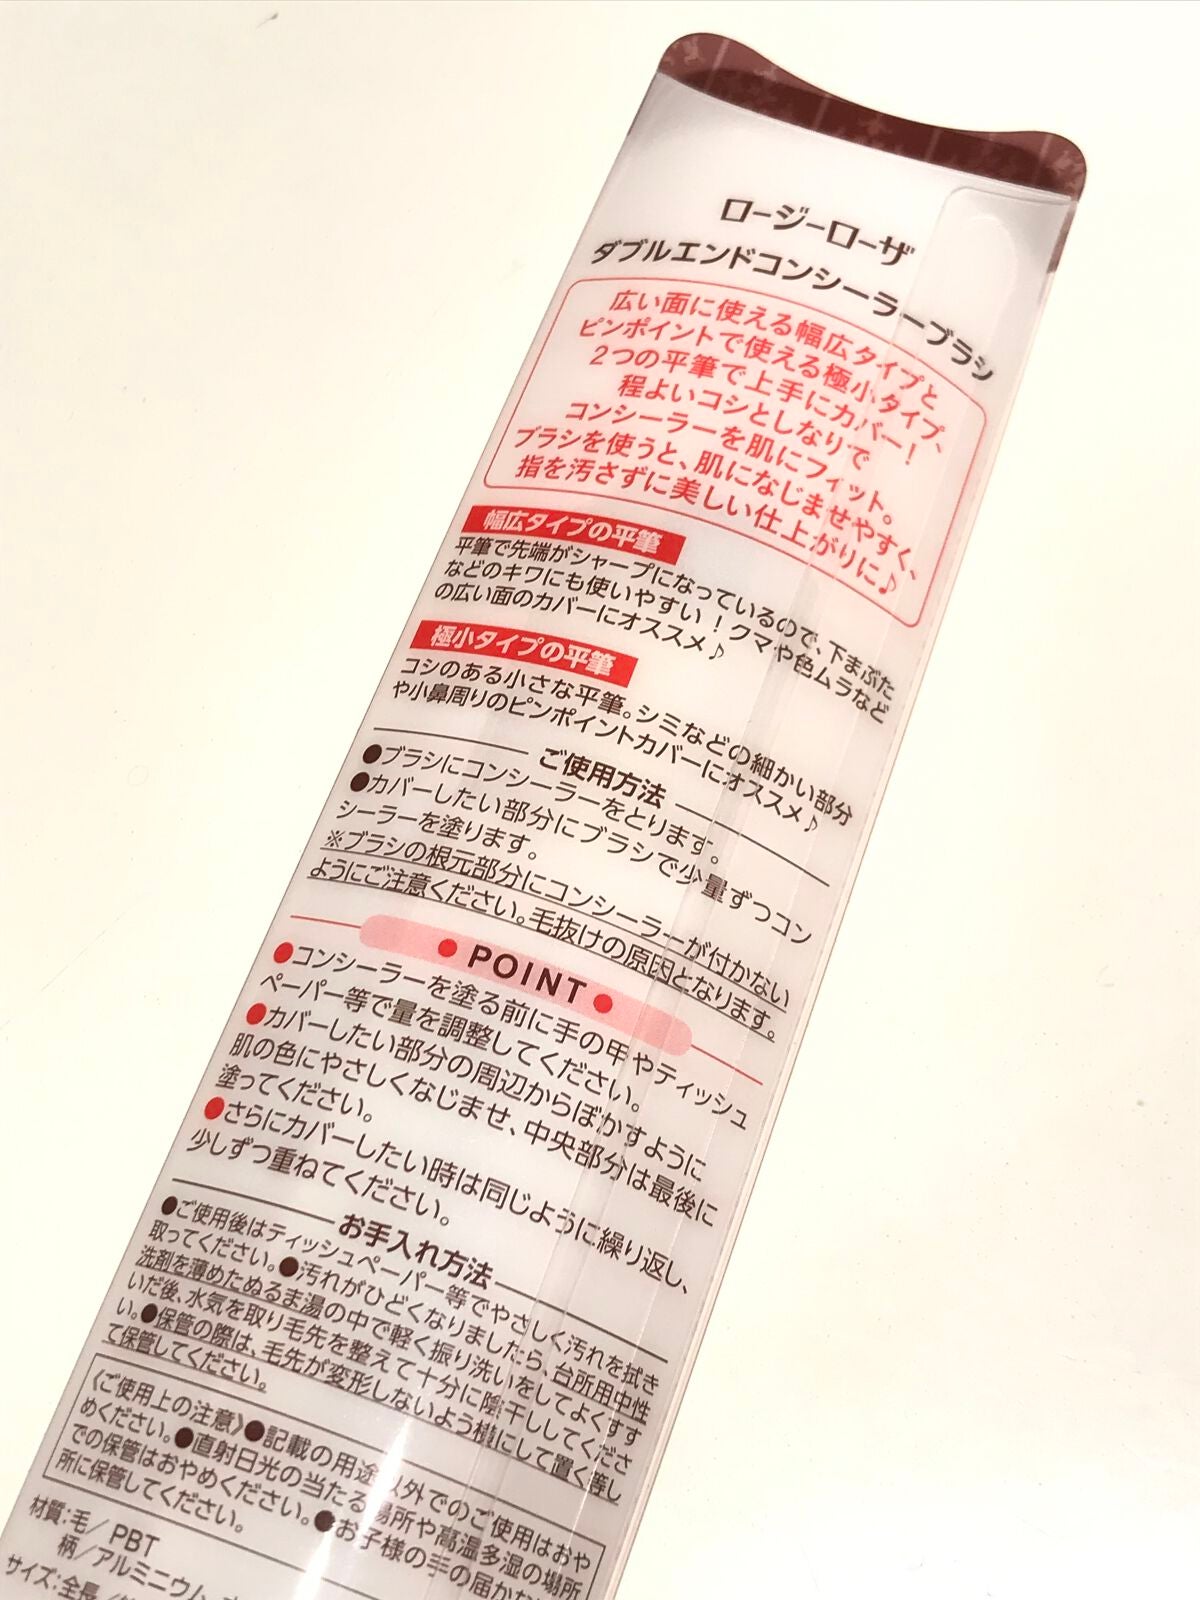 ロージーローザ
ダブルエンドコンシーラーブラシ
広い面に使える幅広タイプと
ピンポイントで使える極小タイプ、
2つの平筆で上手にカバー！
程よいコシとしなりで
コンシーラーを肌にフィット。
ブラシを使うと、肌になじませやすく、
指を汚さずに美しい仕上がりに♪
幅広タイプの平筆
平筆で先端がシャープになっているので、下まぶた
などのキワにも使いやすい！クマや色ムラなど
の広い面のカバーにオススメ♪
極小タイプの平筆
コシのある小さな平筆。シミなどの細かい部分
や小鼻周りのピンポイントカバーにオススメ♪
ご使用方法
●ブラシにコンシーラーをとります。
●カバーしたい部分にブラシで少量ずつコン
シーラーを塗ります。
※ブラシの根元部分にコンシーラーが付かない
ようにご注意ください。毛抜けの原因となります。
●POINT●
●コンシーラーを塗る前に手の甲やティッシュ
ペーパー等で量を調整してください。
●カバーしたい部分の周辺からぼかすように
肌の色にやさしくなじませ、中央部分は最後に
塗ってください。
●さらにカバーしたい時は同じように繰り返し、
少しずつ重ねてください。
お手入れ方法
●ご使用後はティッシュペーパー等でやさしく汚れを拭き
取ってください。●汚れがひどくなりましたら、台所用中性
洗剤を薄めたぬるま湯の中で軽く振り洗いをしてよくすす
いだ後、水気を取り毛先を整えて十分に陰干ししてくださ
い。●保管の際は、毛先が変形しないよう横にして置く等し
て保管してください。
《ご使用上の注意》●記載の用途以外でのご使用はおや
めください。●直射日光の当たる場所や高温多湿の場所
での保管はおやめください。●お子様の手の届かな
所に保管してください。
材質:毛／PBT
柄／アルミニウム、
サイズ:全長／